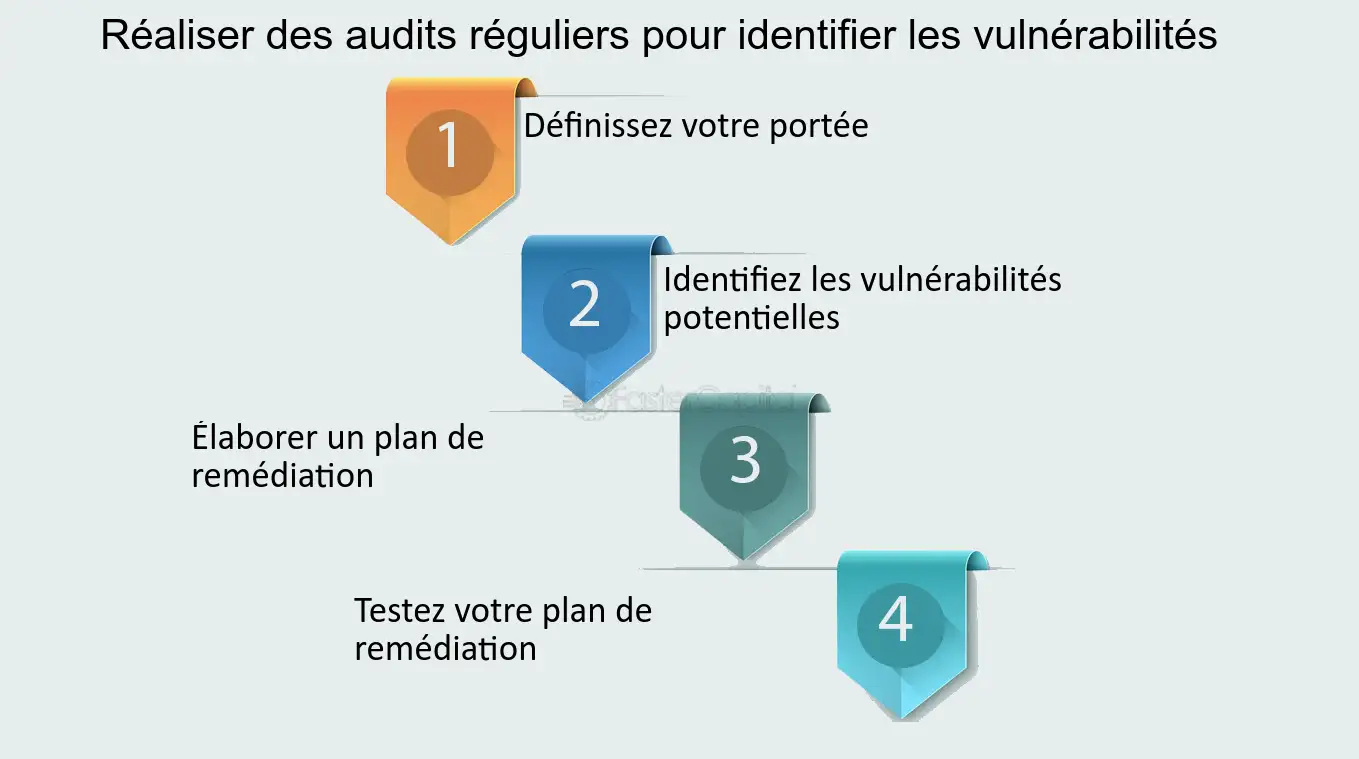 Réaliser des audits réguliers pour identifier les vulnérabilités
1
Définissez votre portée
2
Identifiez les vulnérabilités
potentielles
FasterCapital
3
Élaborer un plan de
remédiation
4
Testez votre plan de
remédiation